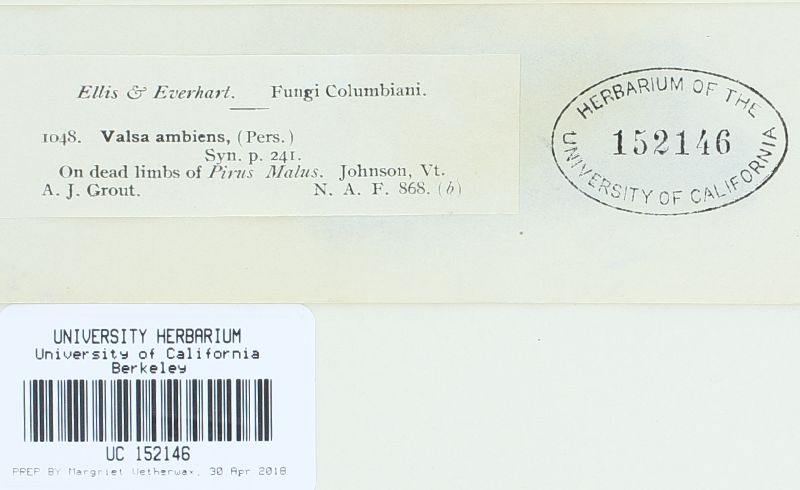 Ellis & Everhart. Fungi Columbiani.
1048. Valsa ambiens, (Pers.)
Syn. p. 241.
On dead limbs of Pirus Malus. Johnson, Vt.
A. J. Grout. N. A. F. 868. (b)
HERBARIUM OF THE
152146
UNIVERSITY OF CALIFORNIA
UNIVERSITY HERBARIUM
University of California
Berkeley
UC 152146
PREP BY Margriet Wetherwax, 30 Apr 2018